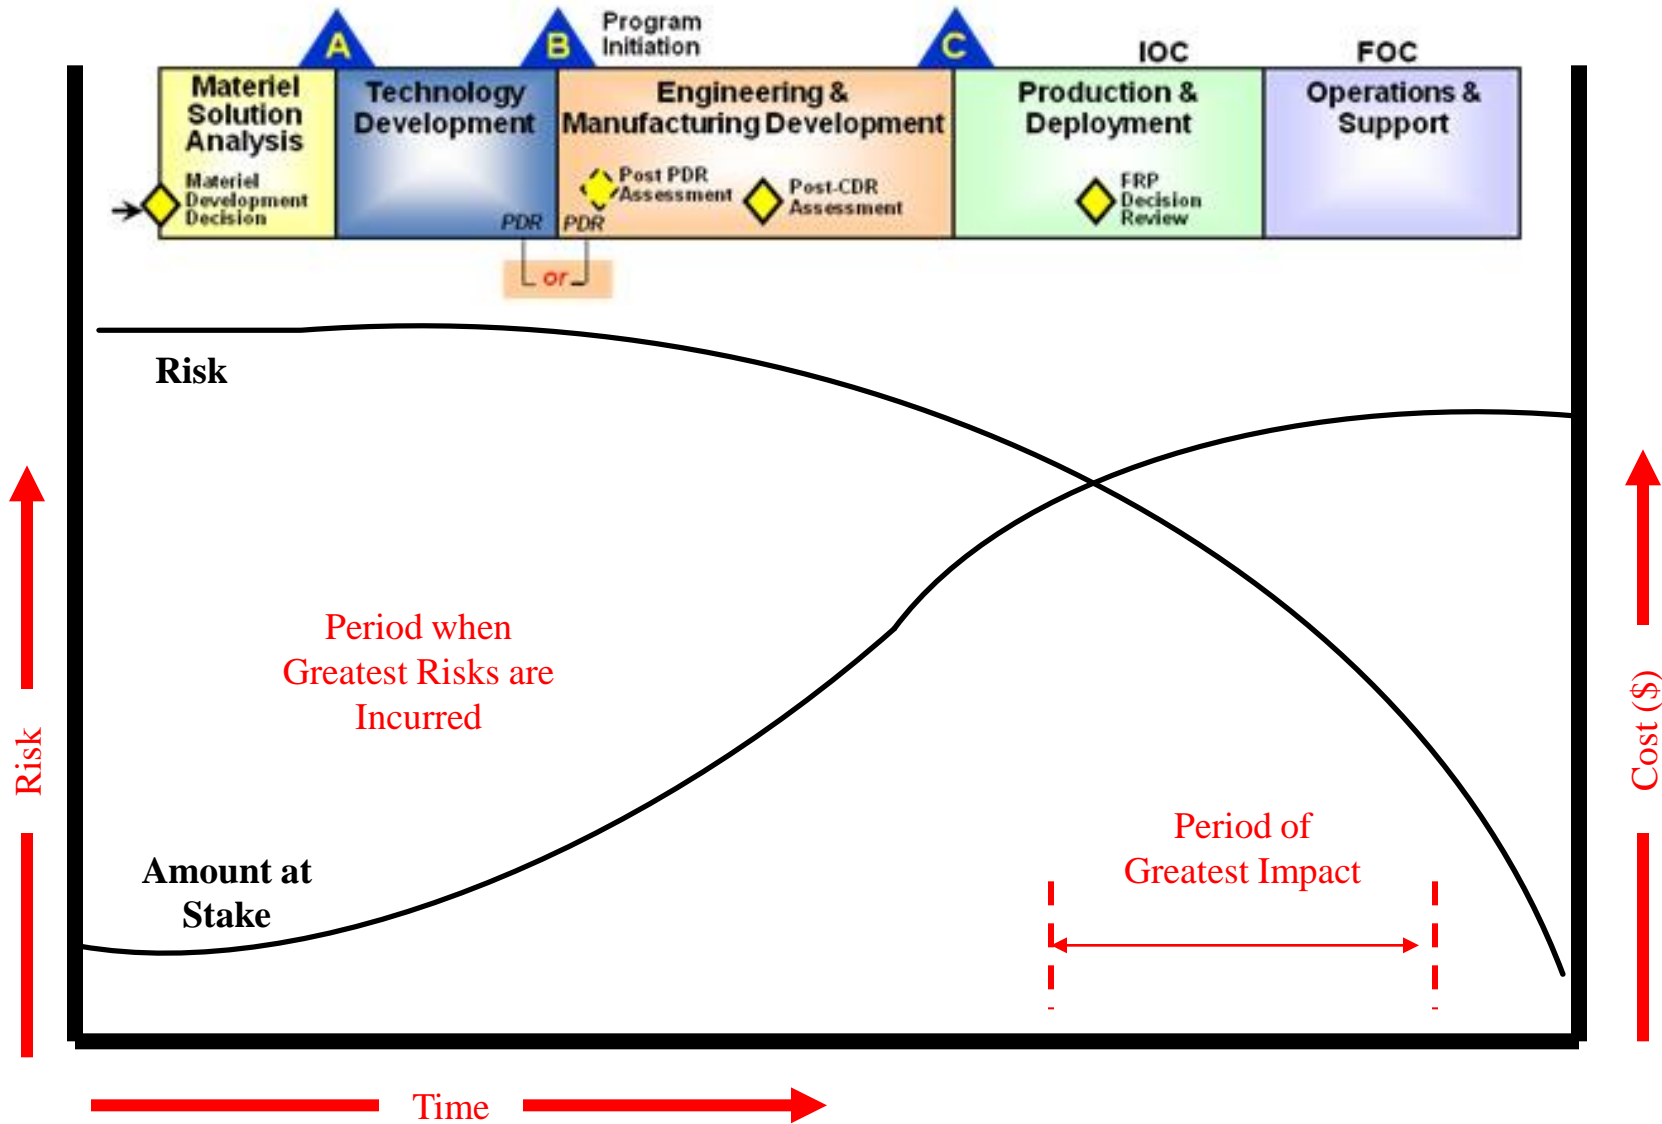 A
B
Program
Initiation
C
IOC
FOC
Materiel
Solution
Analysis
Technology
Development
Engineering &
Manufacturing Development
Production &
Deployment
Operations &
Support
Materiel
Development
Decision
PDR
PDR
Post PDR
Assessment
Post-CDR
Assessment
FRP
Decision
Review
or
Risk
Period when
Greatest Risks are
Incurred
Amount at
Stake
Period of
Greatest Impact
Risk
Cost ($)
Time